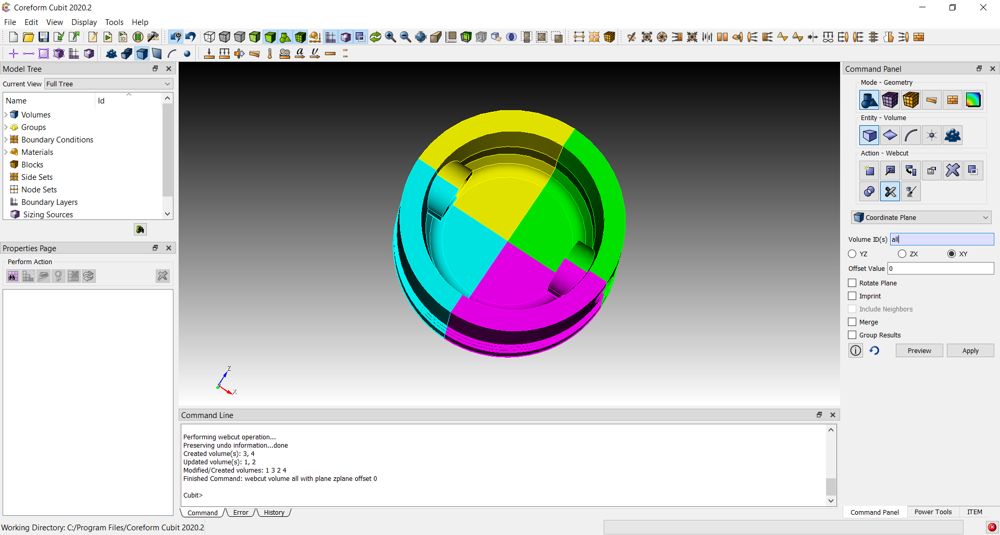 Coreform Cubit 2020.2
File Edit View Display Tools Help
Model Tree
Current View Full Tree
Name Id
Volumes
Groups
Boundary Conditions
Materials
Blocks
Side Sets
Node Sets
Boundary Layers
Sizing Sources
Properties Page
Perform Action
Z
X
Command Line
Performing webcut operation...
Preserving undo information...done
Created volume(s): 3, 4
Updated volume(s): 1, 2
Modified/Created volumes: 1 3 2 4
Finished Command: webcut volume all with plane zplane offset 0
Cubit>
Command Error History
Command Panel
Mode - Geometry
Entity - Volume
Action - Webcut
Coordinate Plane
Volume ID(s) all
YZ ZX XY
Offset Value 0
Rotate Plane
Imprint
Include Neighbors
Merge
Group Results
Preview Apply
Command Panel Power Tools ITEM
Working Directory: C:/Program Files/Coreform Cubit 2020.2